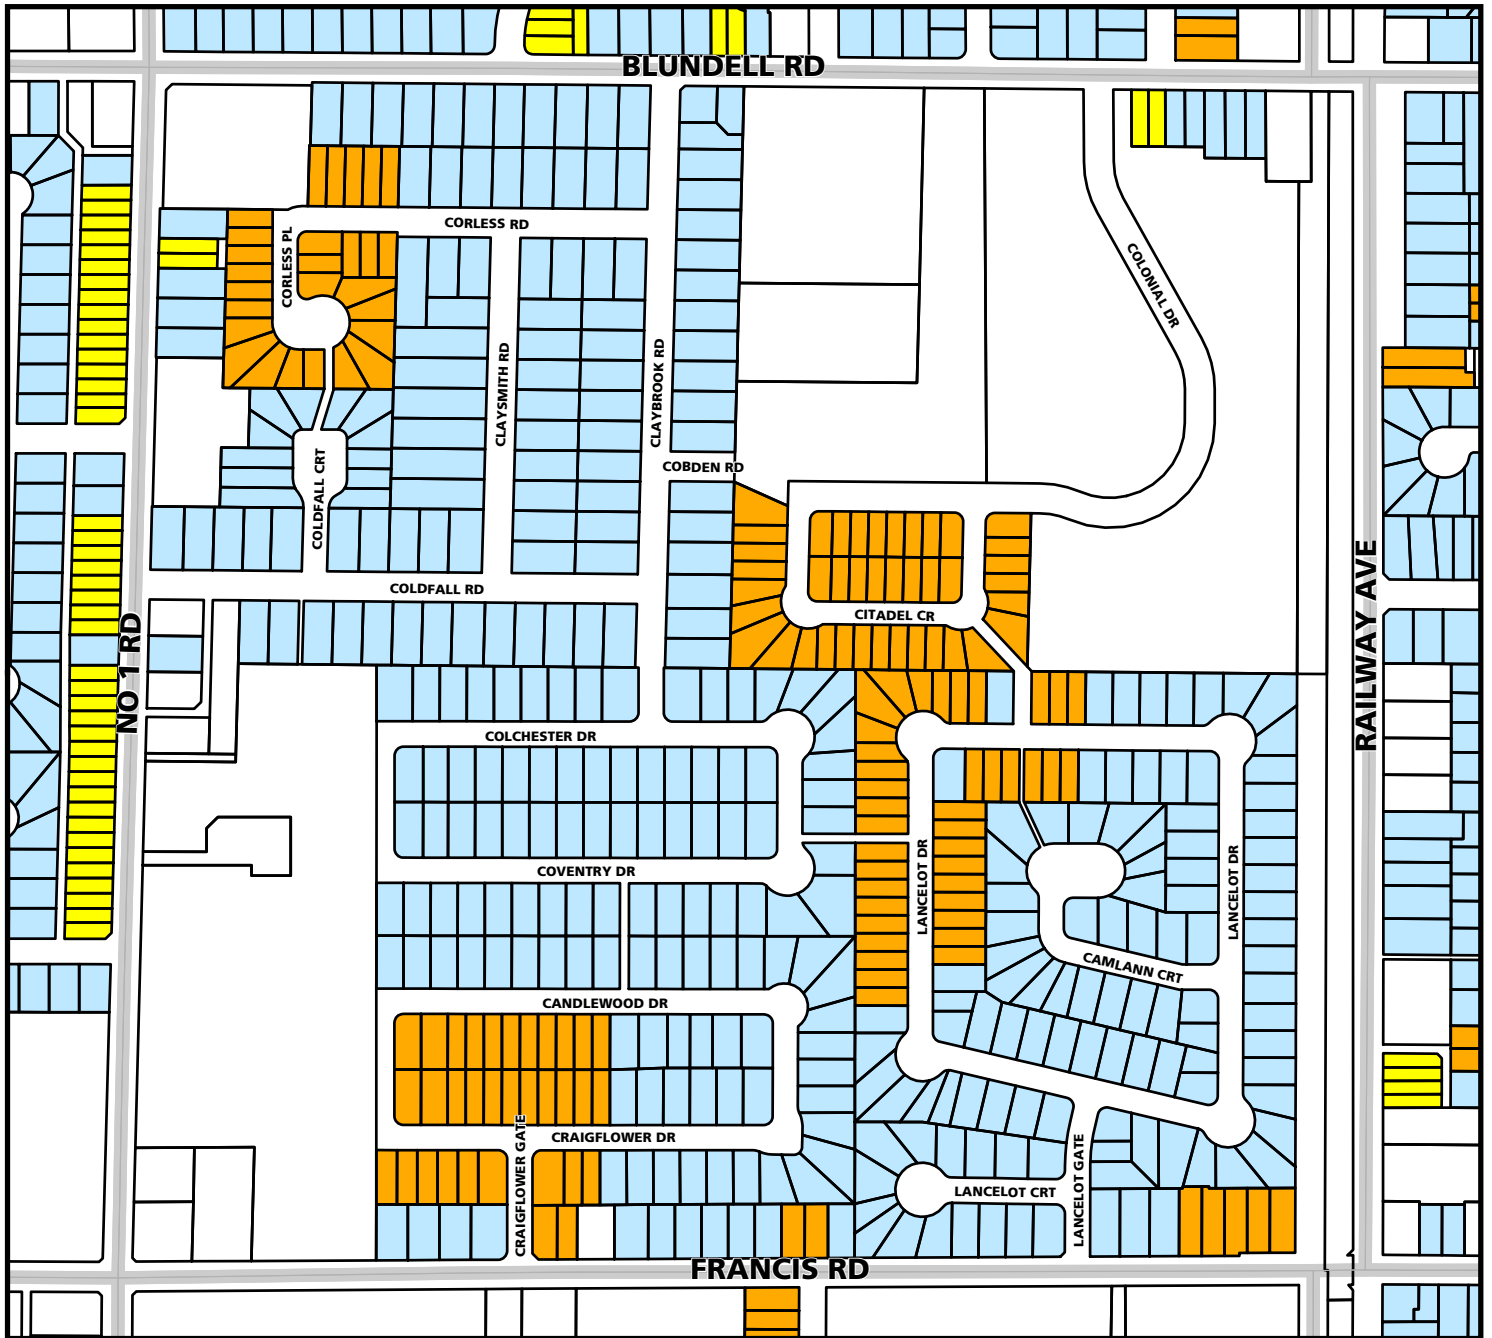 BLUNDELL RD
CORLESS RD
CORLESS PL
COLONIAL DR
CLAYSMITH RD
CLAYBROOK RD
COLDFALL CRT
COBDEN RD
COLDFALL RD
CITADEL CR
NO 1 RD
RAILWAY AVE
COLCHESTER DR
LANCELOT DR
LANCELOT DR
COVENTRY DR
CAMLANN CRT
CANDLEWOOD DR
CRAIGFLOWER DR
CRAIGFLOWER GATE
LANCELOT GATE
LANCELOT CRT
FRANCIS RD